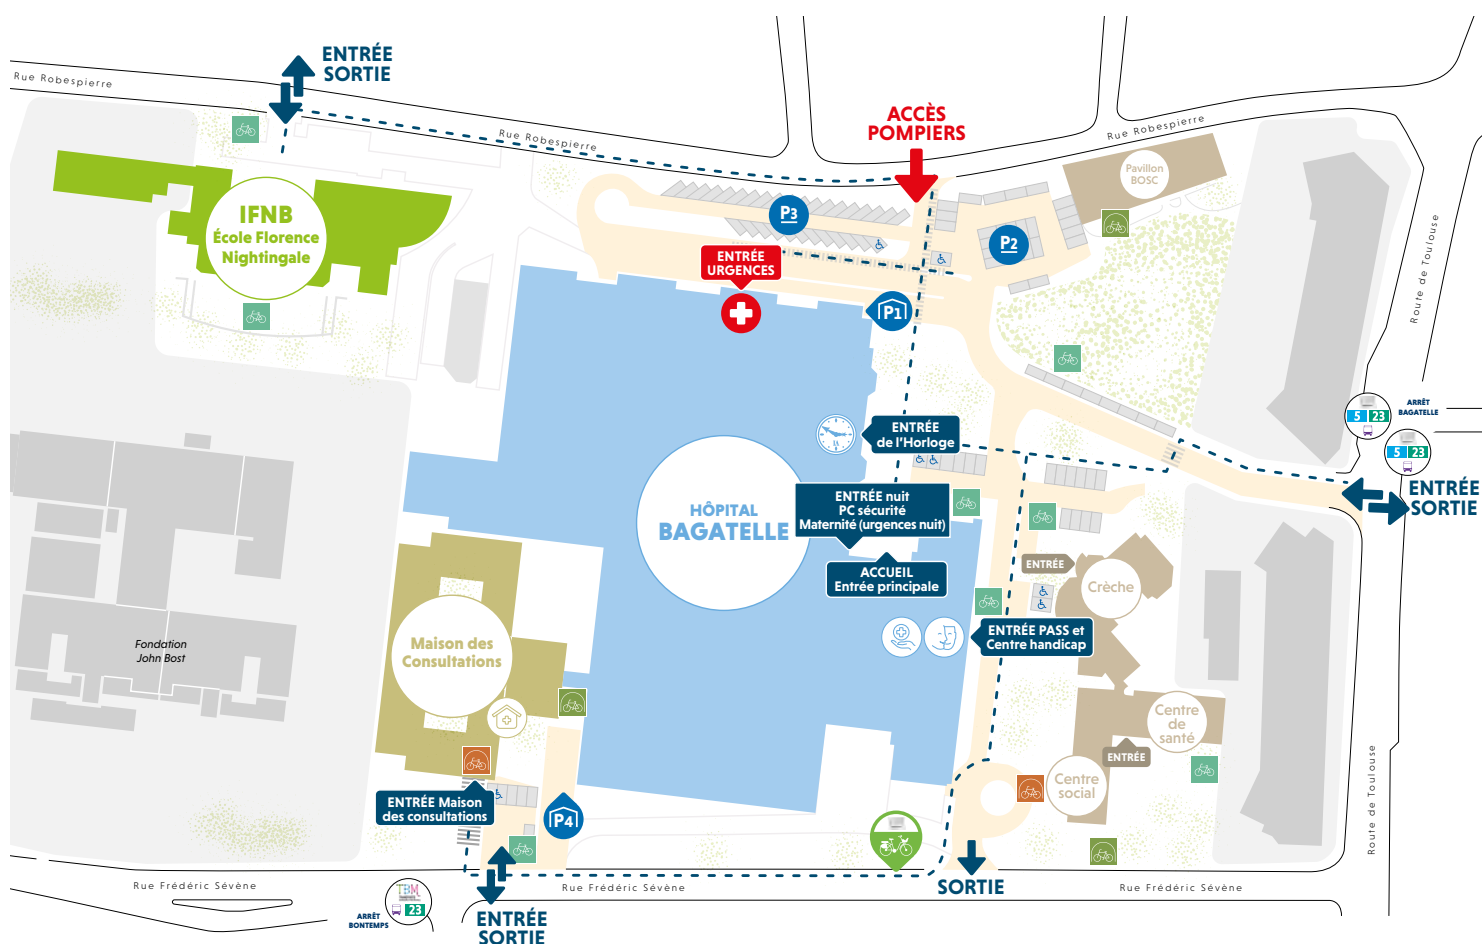 ENTRÉE
SORTIE
Rue Robespierre
Rue Robespierre
ACCÈS
POMPIERS
Rue Robespierre
Pavillon
BOSC
IFNB
École Florence
Nightingale
P3
P2
ENTRÉE
URGENCES
P1
Route de Toulouse
ARRÊT
BAGATELLE
5 23
5 23
ENTRÉE
de l'Horloge
ENTRÉE
SORTIE
HÔPITAL
BAGATELLE
ENTRÉE nuit
PC sécurité
Maternité (urgences nuit)
ACCUEIL
Entrée principale
ENTRÉE
Crèche
ENTRÉE PASS et
Centre handicap
Fondation
John Bost
Maison des
Consultations
Centre
de
santé
ENTRÉE
Centre
social
ENTRÉE Maison
des consultations
P4
Route de Toulouse
Rue Frédéric Sévène
Rue Frédéric Sévène
SORTIE
Rue Frédéric Sévène
TBM
23
ARRÊT
BONTEMPS
ENTRÉE
SORTIE